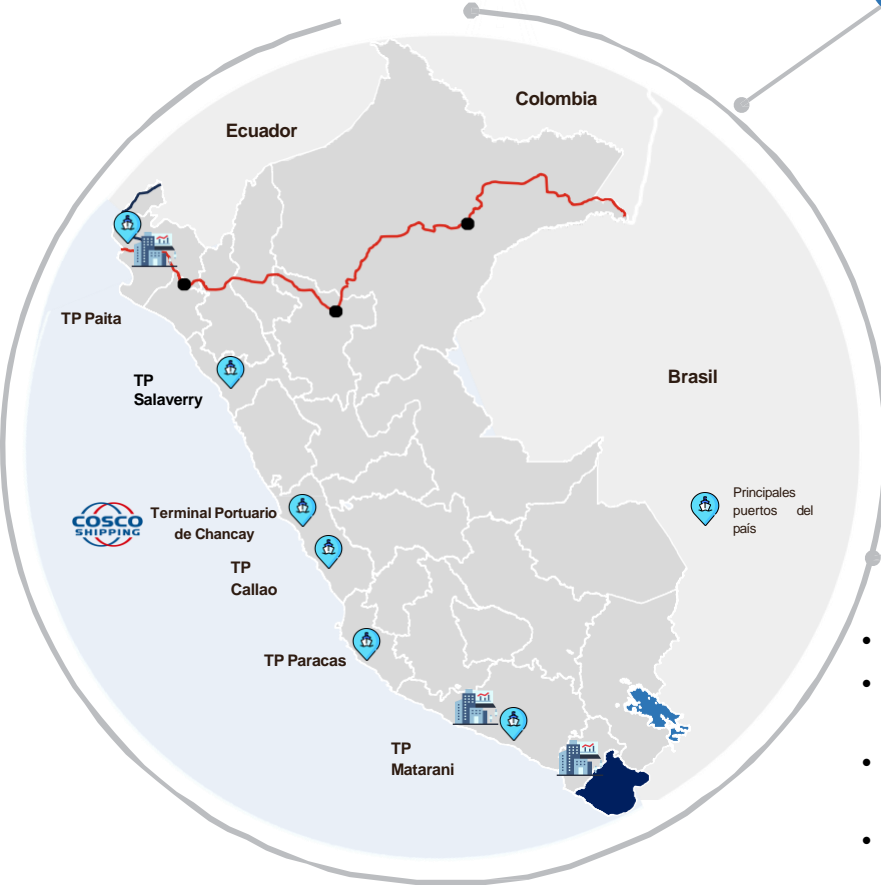 Colombia
Ecuador
TP Paita
TP
Salaverry
Brasil
COSCO
SHIPPING
Terminal Portuario
de Chancay
Principales
puertos del
país
TP
Callao
TP Paracas
TP
Matarani